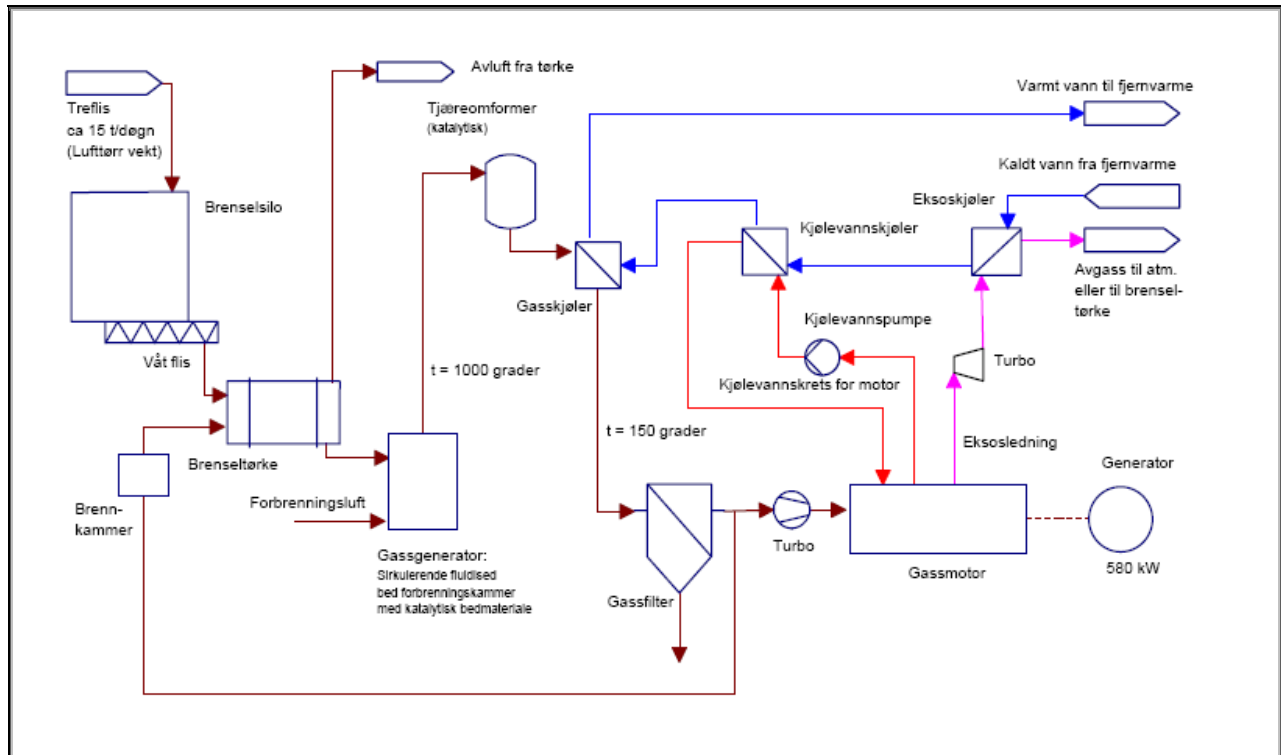 Treflis
ca 15 t/døgn
(Lufttørr vekt)
Avluft fra tørke
Tjæreomformer
(katalytisk)
Varmt vann til fjernvarme
Kaldt vann fra fjernvarme
Brenselsilo
Eksoskjøler
Kjølevannskjøler
Avgass til atm.
eller til brensel-
tørke
Gasskjøler
Kjølevannspumpe
Våt flis
t = 1000 grader
Turbo
Kjølevannskrets for motor
t = 150 grader
Eksosledning
Brenseltørke
Generator
Brenn-
kammer
Forbrenningsluft
Turbo
Gassmotor
580 kW
Gassgenerator:
Sirkulerende fluidised
bed forbrenningskammer
med katalytisk bedmateriale
Gassfilter